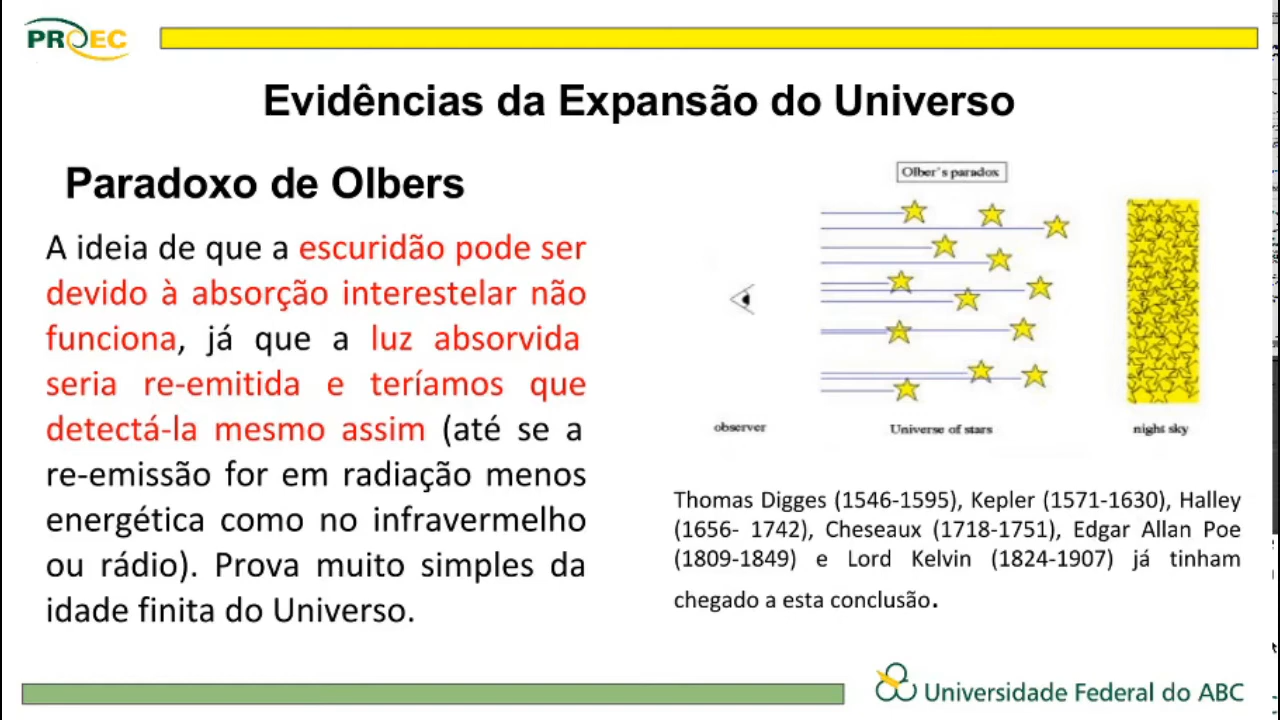 PROEC
Evidências da Expansão do Universo
Paradoxo de Olbers
A ideia de que a escuridão pode ser
devido à absorção interestelar não
funciona, já que a luz absorvida
seria re-emitida e teríamos que
detectá-la mesmo assim (até se a
re-emissão for em radiação menos
energética como no infravermelho
ou rádio). Prova muito simples da
idade finita do Universo.
Olber's paradox
observer
Universe of stars
night sky
Thomas Digges (1546-1595), Kepler (1571-1630), Halley
(1656- 1742), Cheseaux (1718-1751), Edgar Allan Poe
(1809-1849) e Lord Kelvin (1824-1907) já tinham
chegado a esta conclusão.
Universidade Federal do ABC